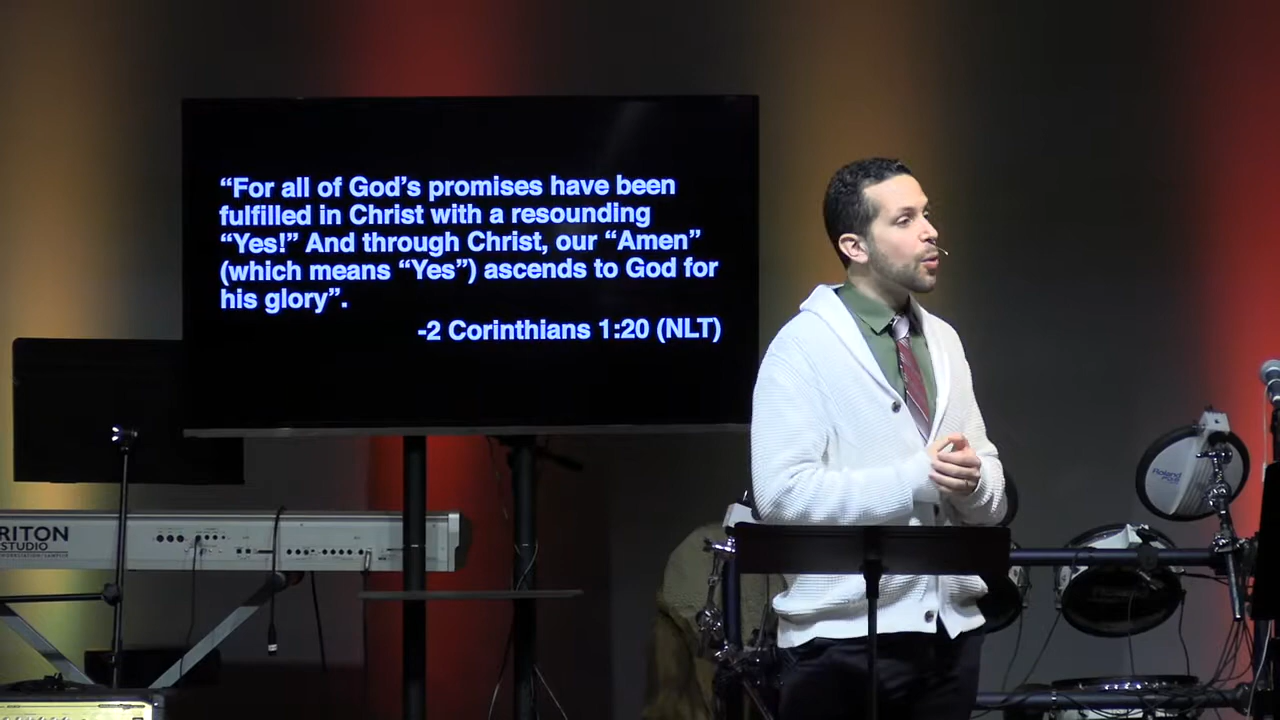 “For all of God’s promises have been
fulfilled in Christ with a resounding
“Yes!” And through Christ, our “Amen”
(which means “Yes”) ascends to God for
his glory”.
-2 Corinthians 1:20 (NLT)
RITON
STUDIO
Roland